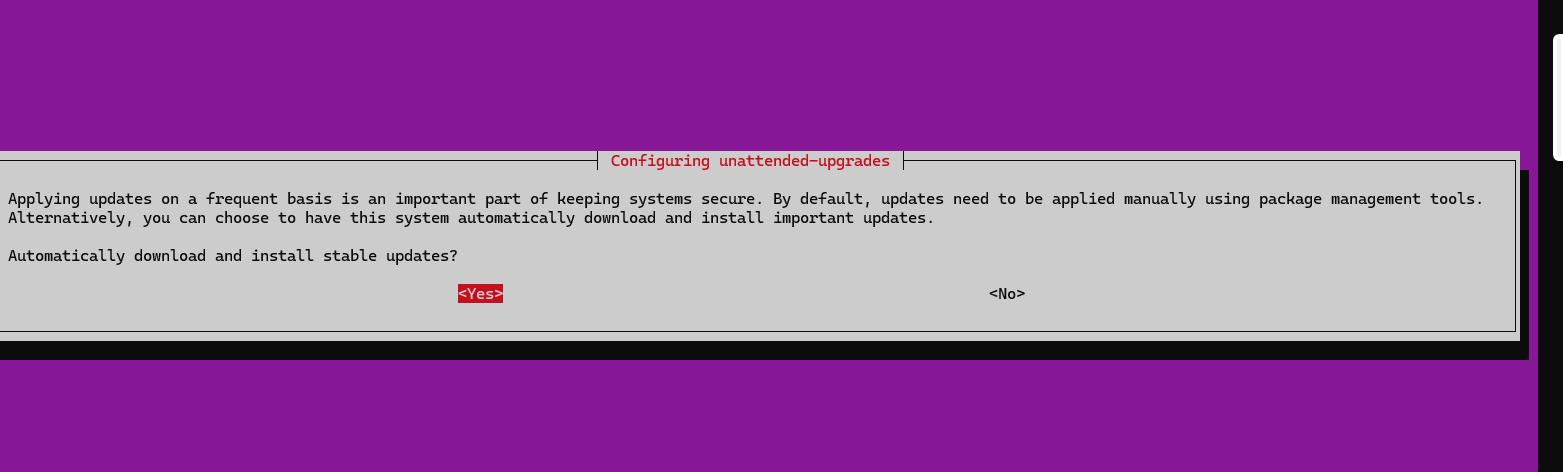 Configuring unattended-upgrades
Applying updates on a frequent basis is an important part of keeping systems secure. By default, updates need to be applied manually using package management tools.
Alternatively, you can choose to have this system automatically download and install important updates.
Automatically download and install stable updates?
<Yes> <No>